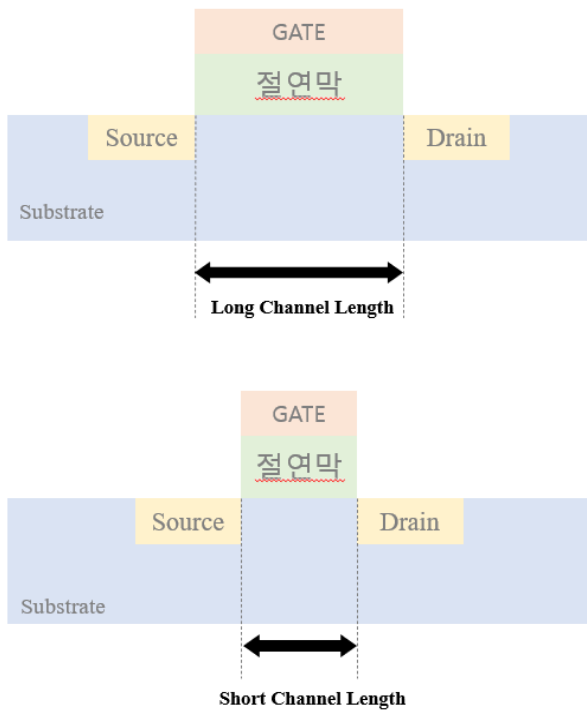 GATE
절연막
Source Drain
Substrate
Long Channel Length
GATE
절연막
Source Drain
Substrate
Short Channel Length